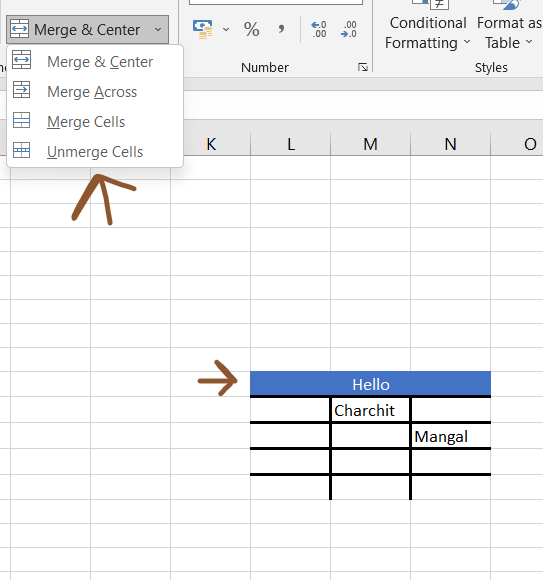 Merge & Center
Conditional Formatting
Format as Table
.00
Number
Styles
Merge & Center
Merge Across
Merge Cells
Unmerge Cells
K L M N O
Hello
Charchit
Mangal